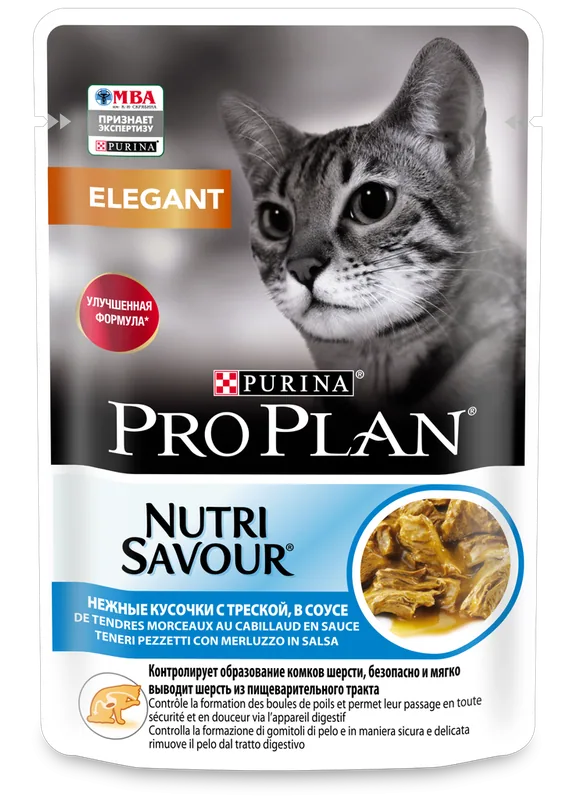 МВА
им. К. И. СКРЯБИНА
ПРИЗНАЕТ
ЭКСПЕРТИЗУ
PURINA
ELEGANT
УЛУЧШЕННАЯ
ФОРМУЛА*
PURINA®
PRO PLAN®
NUTRI
SAVOUR®
НЕЖНЫЕ КУСОЧКИ С ТРЕСКОЙ, В СОУСЕ
DE TENDRES MORCEAUX AU CABILLAUD EN SAUCE
TENERI PEZZETTI CON MERLUZZO IN SALSA
Контролирует образование комков шерсти, безопасно и мягко
выводит шерсть из пищеварительного тракта
Contrôle la formation des boules de poils et permet leur passage en toute
sécurité et en douceur via l'appareil digestif
Controlla la formazione di gomitoli di pelo e in maniera sicura e delicata
rimuove il pelo dal tratto digestivo